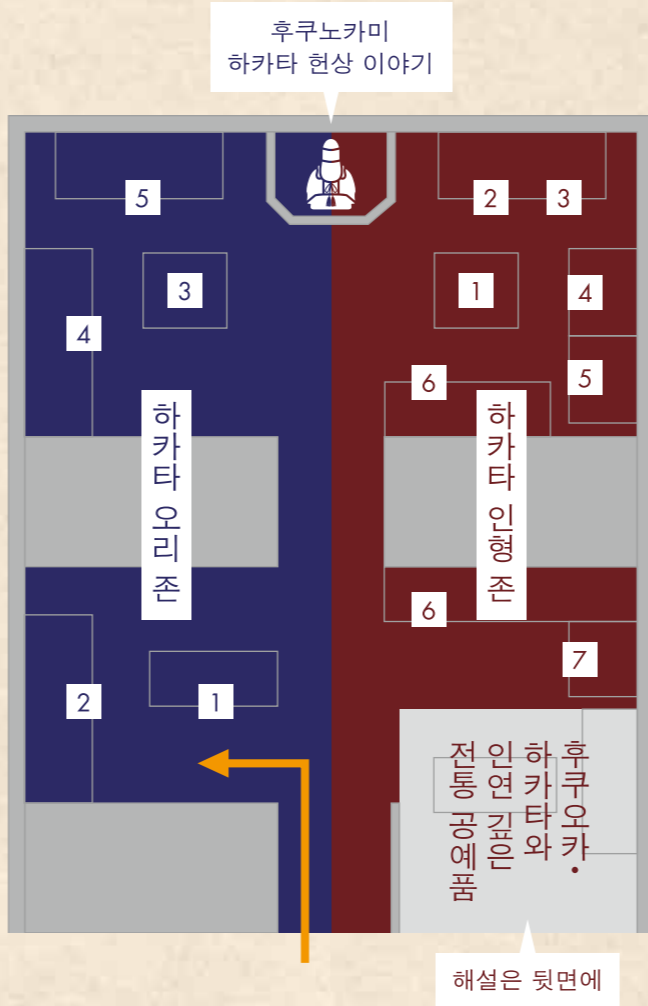 후쿠노카미
하카타 헌상 이야기
5
2
3
3
1
4
4
5
6
하카타 오리 존
하카타 인형 존
6
7
2
1
후쿠오카・
하카타와
인연 깊은
전통 공예품
해설은 뒷면에